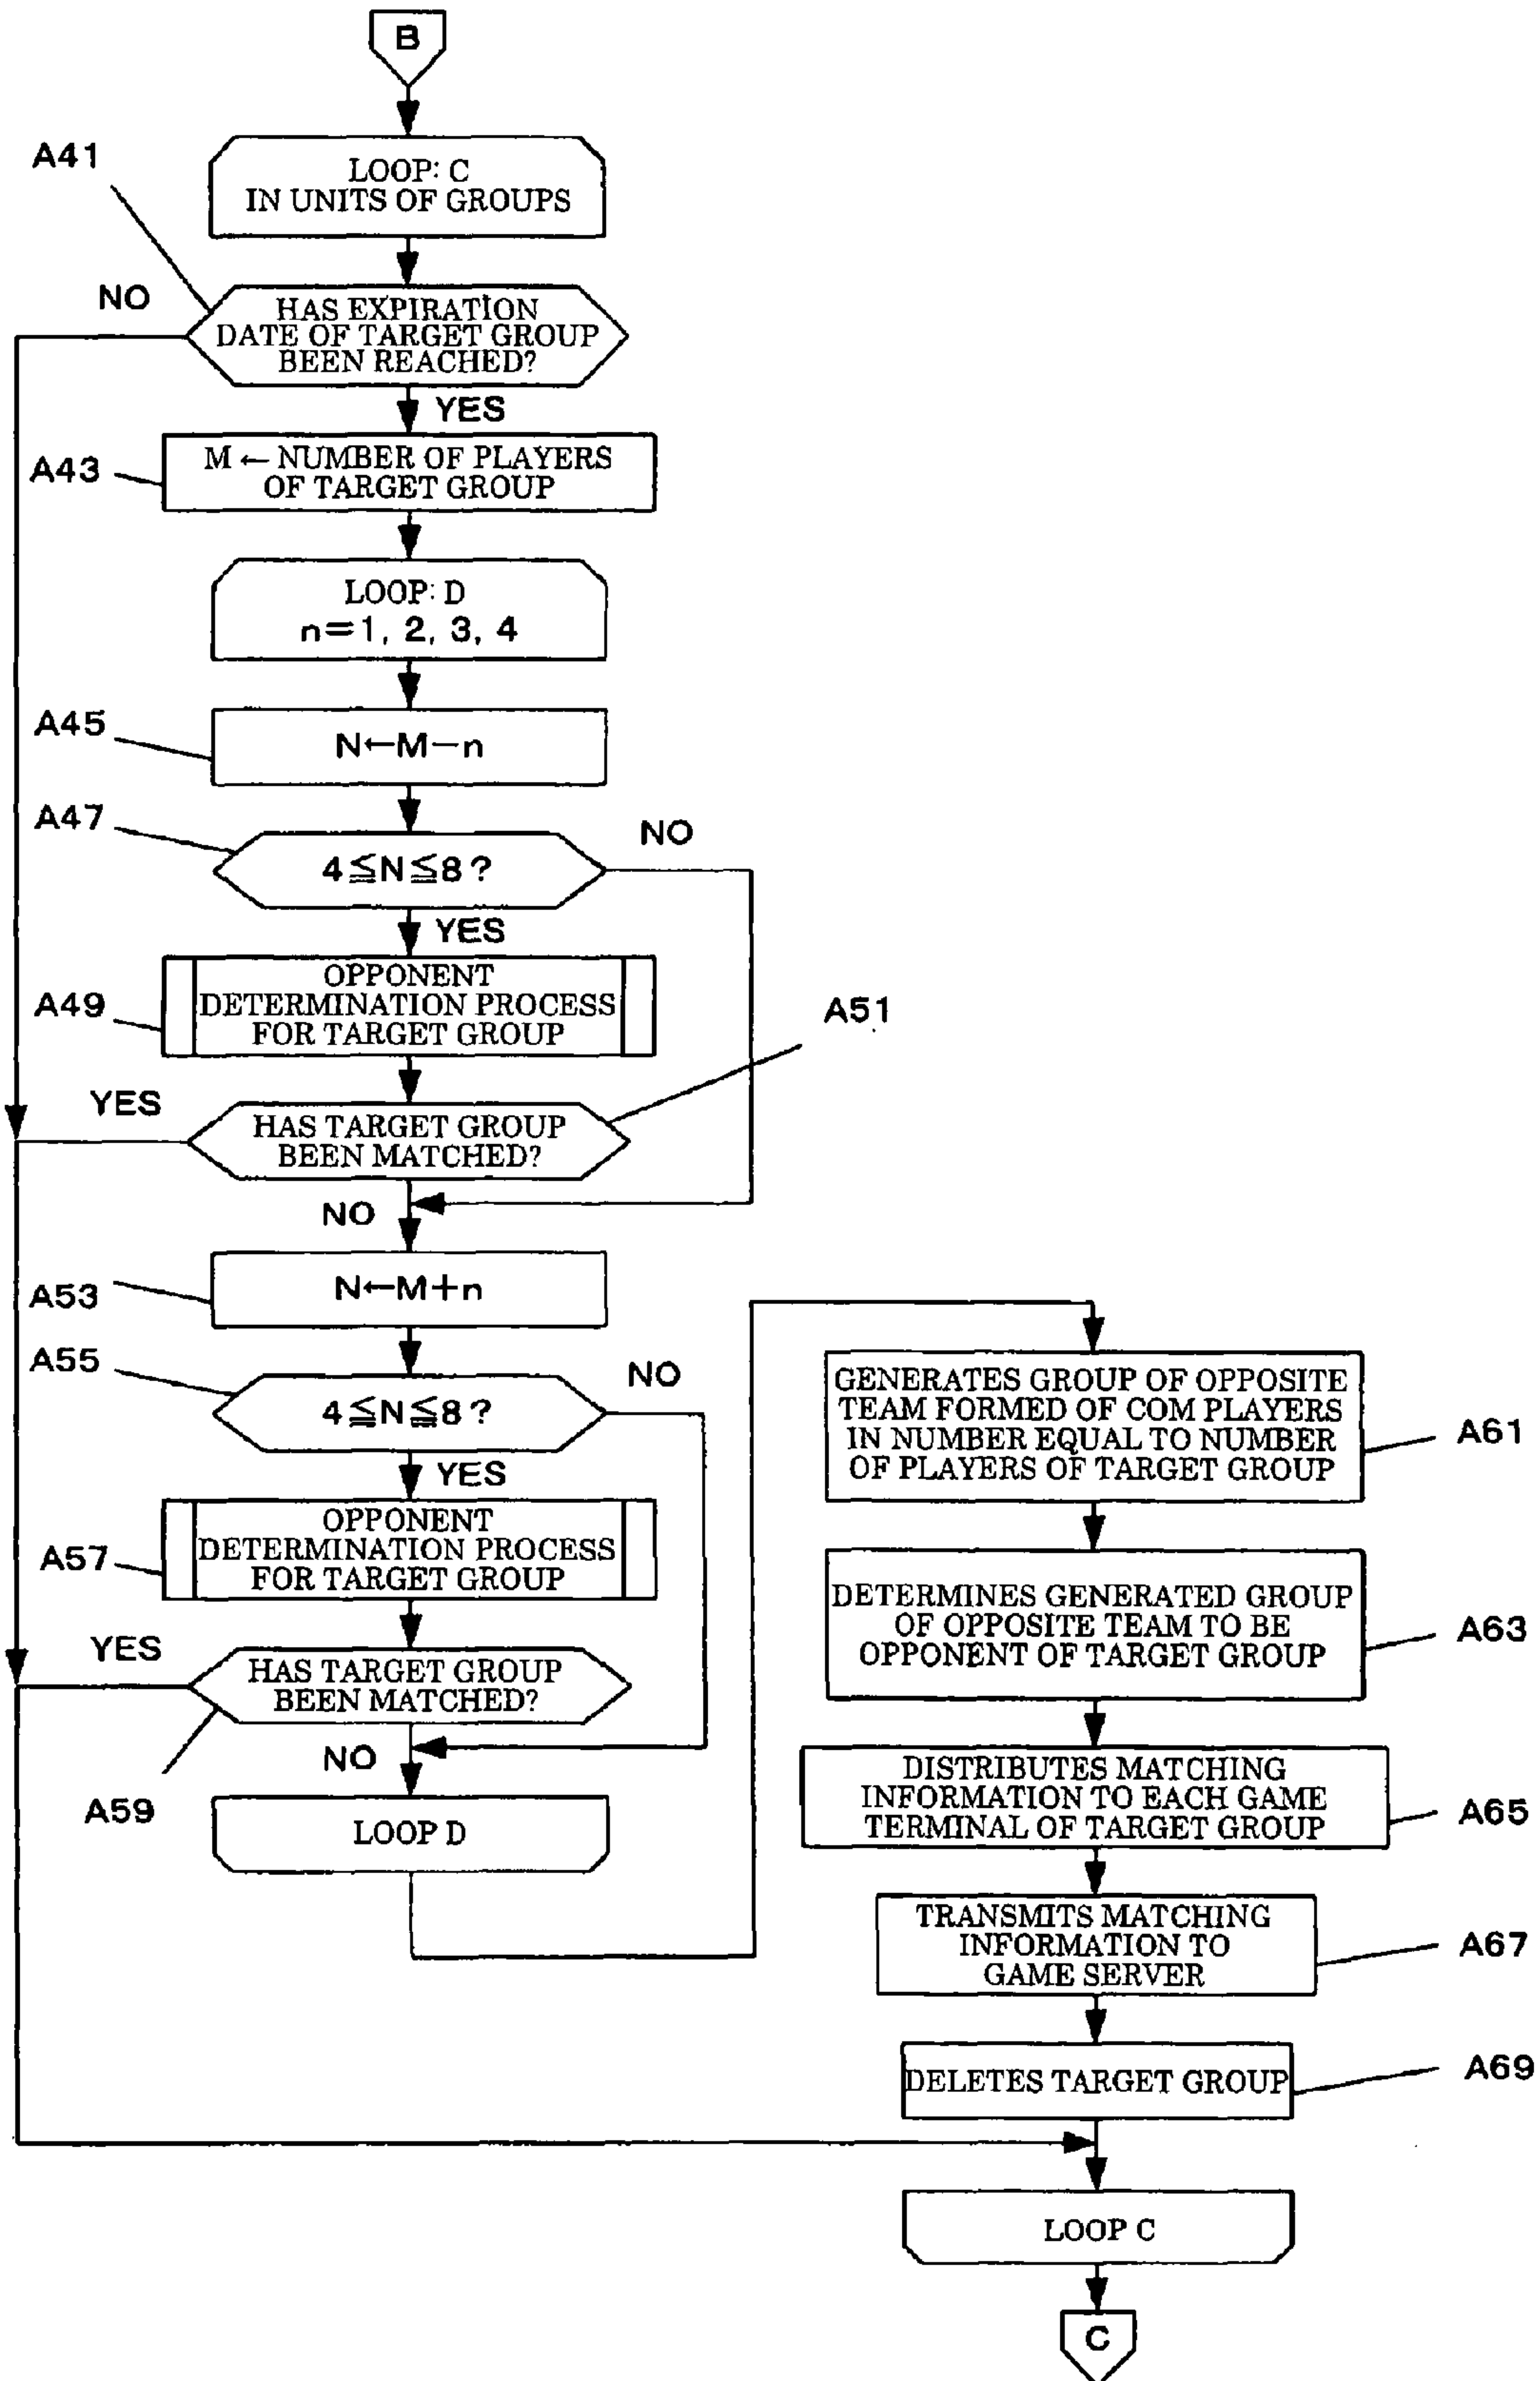 B
A41
LOOP: C
IN UNITS OF GROUPS
NO
HAS EXPIRATION
DATE OF TARGET GROUP
BEEN REACHED?
YES
A43
M ← NUMBER OF PLAYERS
OF TARGET GROUP
LOOP: D
n=1, 2, 3, 4
A45
N←M−n
A47
NO
4≦N≦8?
YES
A49
OPPONENT
DETERMINATION PROCESS
FOR TARGET GROUP
A51
YES
HAS TARGET GROUP
BEEN MATCHED?
NO
A53
N←M+n
A55
NO
4≦N≦8?
YES
A57
OPPONENT
DETERMINATION PROCESS
FOR TARGET GROUP
YES
HAS TARGET GROUP
BEEN MATCHED?
NO
A59
LOOP D
GENERATES GROUP OF OPPOSITE
TEAM FORMED OF COM PLAYERS
IN NUMBER EQUAL TO NUMBER
OF PLAYERS OF TARGET GROUP
A61
DETERMINES GENERATED GROUP
OF OPPOSITE TEAM TO BE
OPPONENT OF TARGET GROUP
A63
DISTRIBUTES MATCHING
INFORMATION TO EACH GAME
TERMINAL OF TARGET GROUP
A65
TRANSMITS MATCHING
INFORMATION TO
GAME SERVER
A67
DELETES TARGET GROUP
A69
LOOP C
C